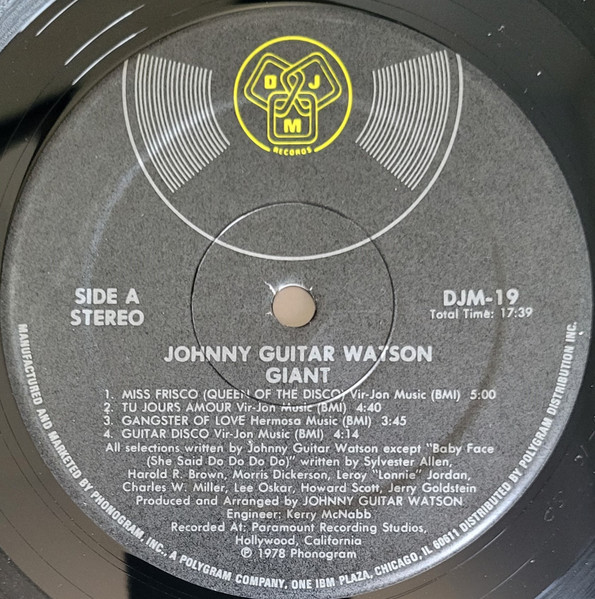 D J
M
RECORDS
SIDE A
STEREO
DJM-19
Total Time: 17:39
JOHNNY GUITAR WATSON
GIANT
1. MISS FRISCO (QUEEN OF THE DISCO) Vir-Jon Music (BMI) 5:00
2. TU JOURS AMOUR Vir-Jon Music (BMI) 4:40
3. GANGSTER OF LOVE Hermosa Music (BMI) 3:45
4. GUITAR DISCO Vir-Jon Music (BMI) 4:14
All selections written by Johnny Guitar Watson except "Baby Face
(She Said Do Do Do Do)" written by Sylvester Allen,
Harold R. Brown, Morris Dickerson, Leroy "Lonnie" Jordan,
Charles W. Miller, Lee Oskar, Howard Scott, Jerry Goldstein
Produced and Arranged by JOHNNY GUITAR WATSON
Engineer: Kerry McNabb
Recorded At: Paramount Recording Studios,
Hollywood, California
℗ 1978 Phonogram
MANUFACTURED AND MARKETED BY PHONOGRAM, INC., A POLYGRAM COMPANY, ONE IBM PLAZA, CHICAGO, IL 60611 DISTRIBUTED BY POLYGRAM DISTRIBUTION INC.